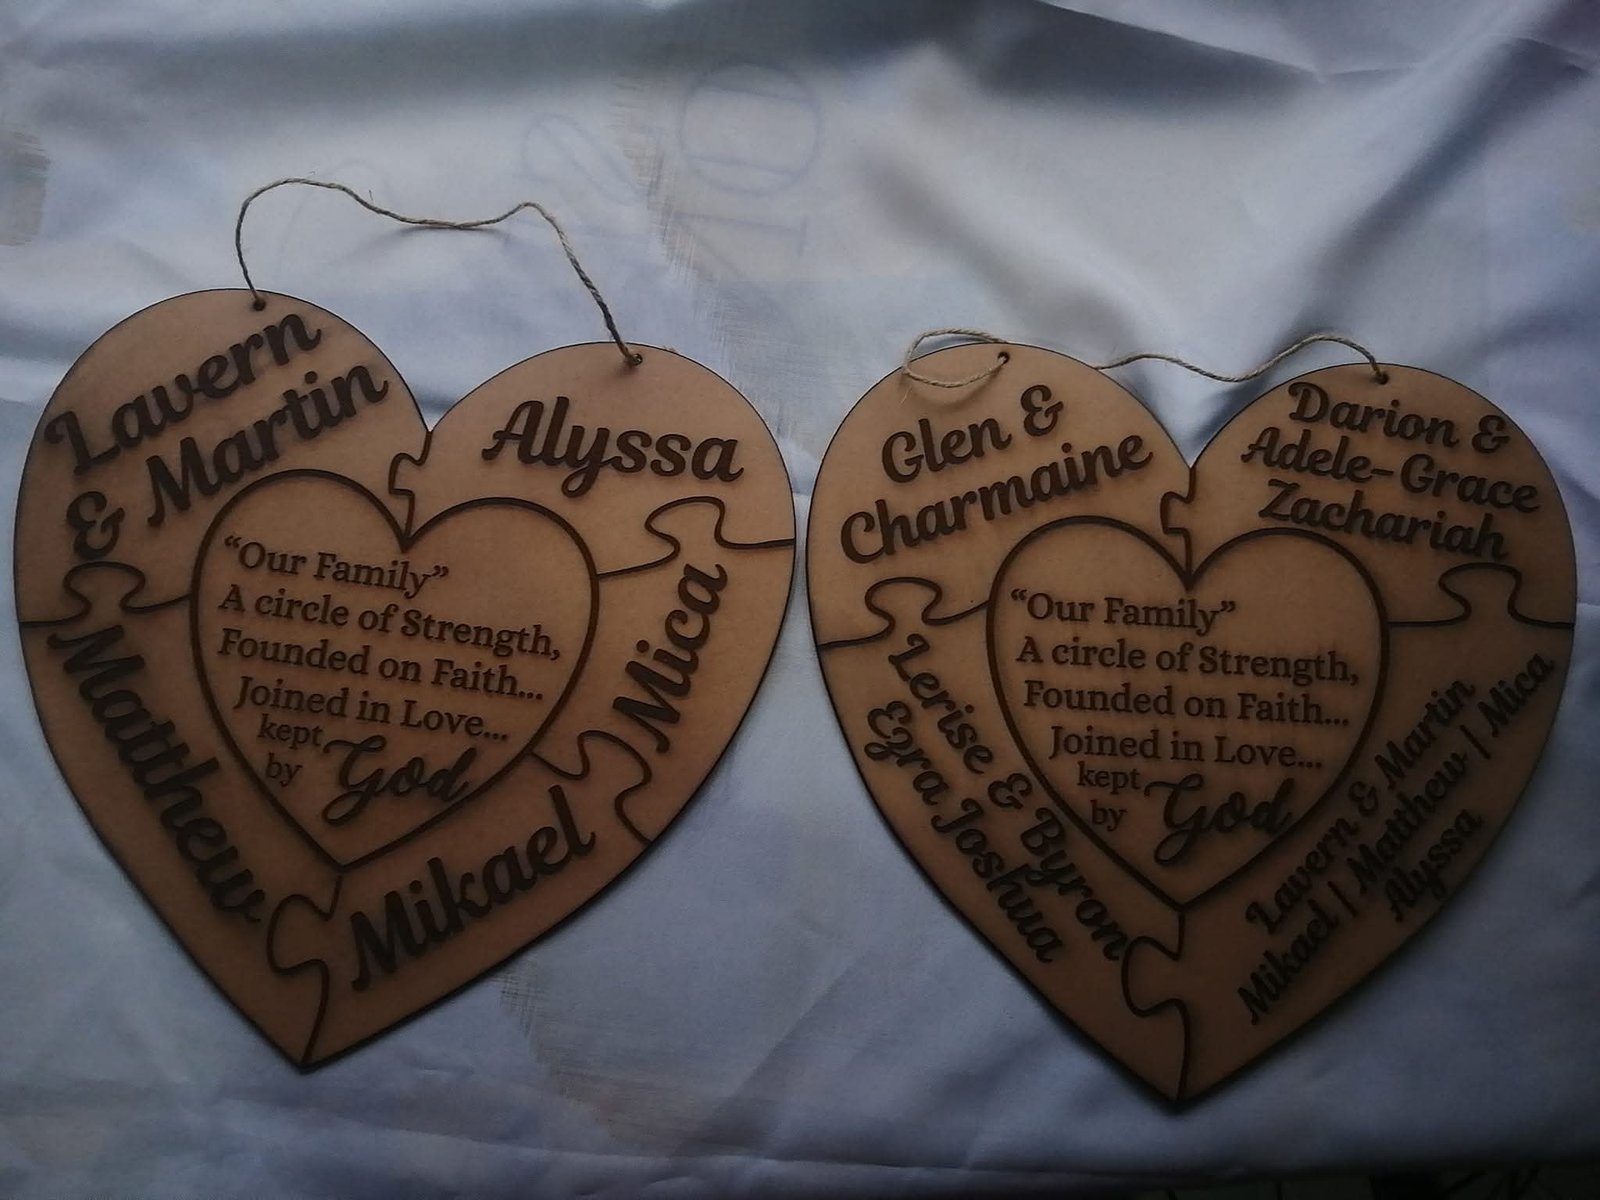 Lavern
& Martin
Alyssa
Mica
Mikael
Matthew
“Our Family”
A circle of Strength,
Founded on Faith...
Joined in Love...
kept
by God
Glen &
Charmaine
Darion &
Adele-Grace
Zachariah
Lavern & Martin
Mikael | Matthew | Mica
Alyssa
Lerise & Byron
Ezra Joshua
“Our Family”
A circle of Strength,
Founded on Faith...
Joined in Love...
kept
by God